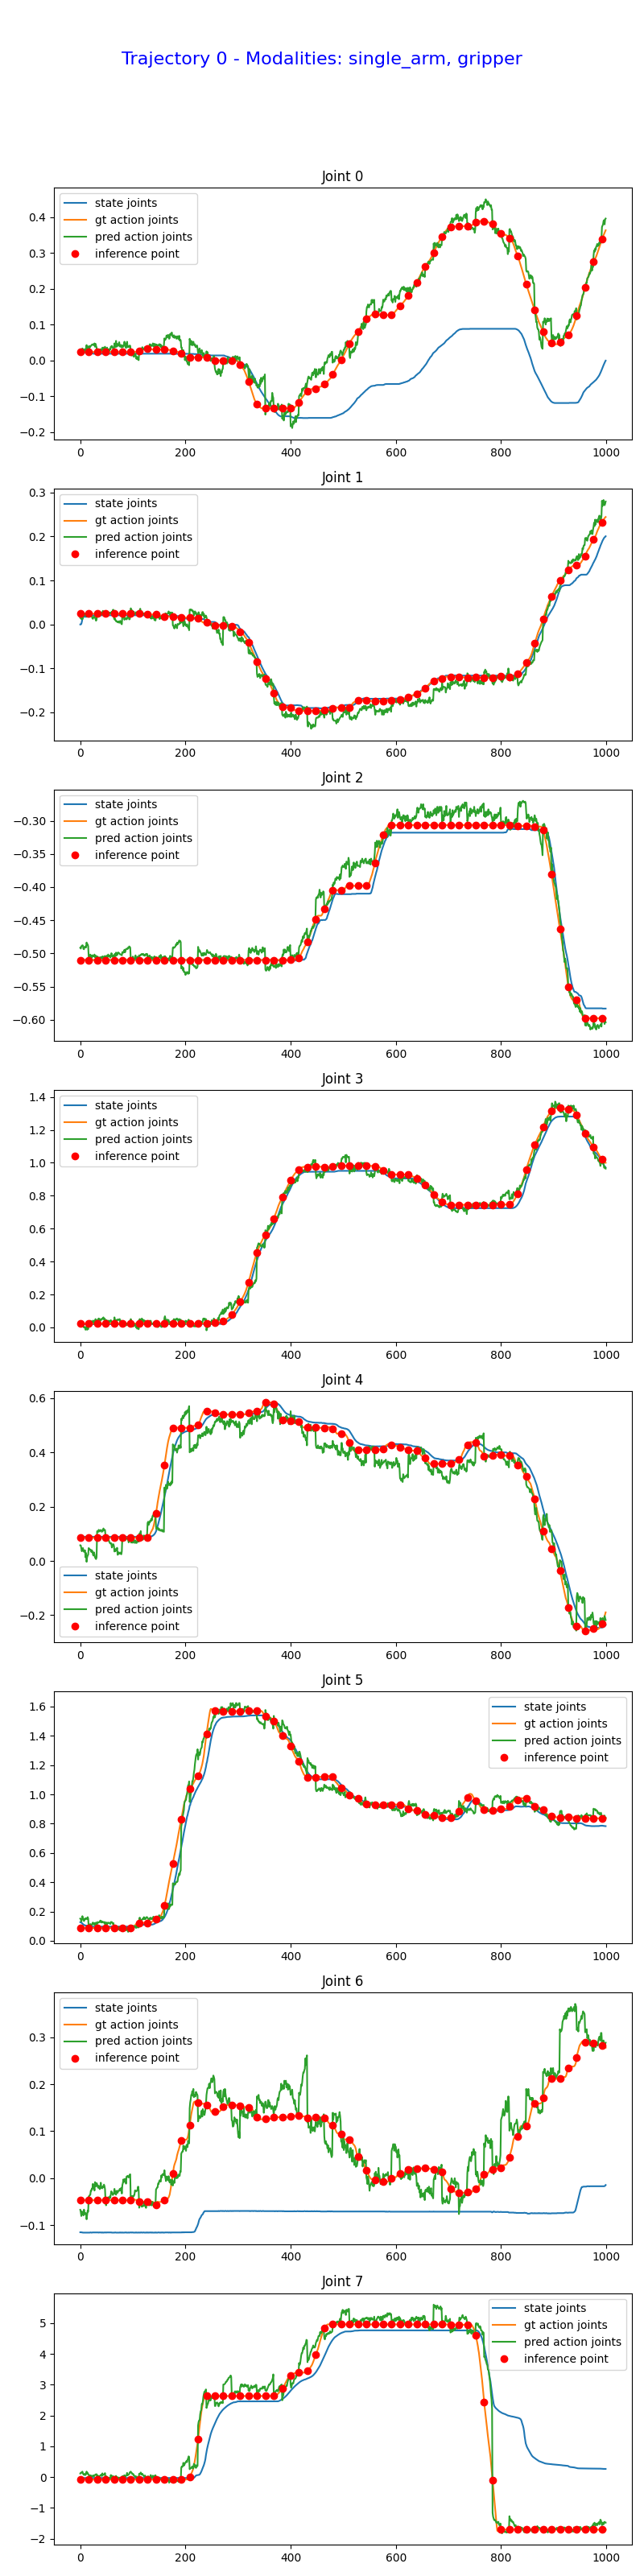 Trajectory 0 - Modalities: single_arm, gripper
Joint 0
state joints
gt action joints
pred action joints
inference point
0.4
0.3
0.2
0.1
0.0
−0.1
−0.2
0 200 400 600 800 1000
Joint 1
state joints
gt action joints
pred action joints
inference point
0.3
0.2
0.1
0.0
−0.1
−0.2
0 200 400 600 800 1000
Joint 2
state joints
gt action joints
pred action joints
inference point
−0.30
−0.35
−0.40
−0.45
−0.50
−0.55
−0.60
0 200 400 600 800 1000
Joint 3
state joints
gt action joints
pred action joints
inference point
1.4
1.2
1.0
0.8
0.6
0.4
0.2
0.0
0 200 400 600 800 1000
Joint 4
0.6
0.4
0.2
0.0
−0.2
state joints
gt action joints
pred action joints
inference point
0 200 400 600 800 1000
Joint 5
state joints
gt action joints
pred action joints
inference point
1.6
1.4
1.2
1.0
0.8
0.6
0.4
0.2
0.0
0 200 400 600 800 1000
Joint 6
state joints
gt action joints
pred action joints
inference point
0.3
0.2
0.1
0.0
−0.1
0 200 400 600 800 1000
Joint 7
state joints
gt action joints
pred action joints
inference point
5
4
3
2
1
0
−1
−2
0 200 400 600 800 1000